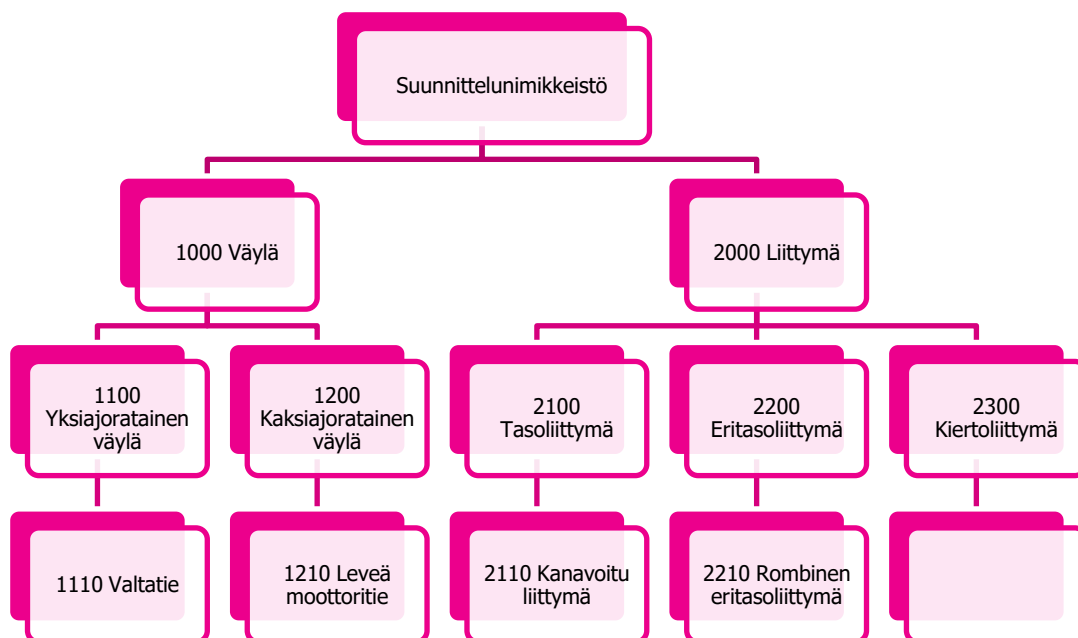 Suunnittelunimikkeistö
1000 Väylä
2000 Liittymä
1100
Yksiajoratainen
väylä
1200
Kaksiajoratainen
väylä
2100
Tasoliittymä
2200
Eritasoliittymä
2300
Kiertoliittymä
1110 Valtatie
1210 Leveä
moottoritie
2110 Kanavoitu
liittymä
2210 Rombinen
eritasoliittymä